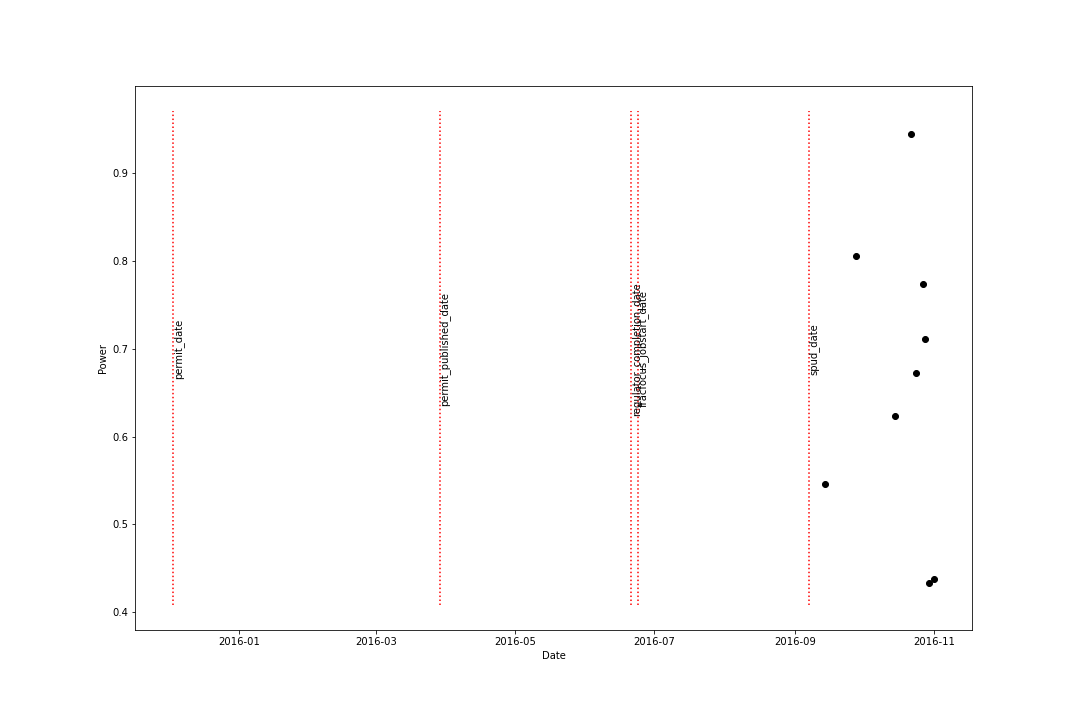 0.9
0.8
0.7
0.6
0.5
0.4
Power
permit_date
permit_published_date
regulator_completion_date
fracfocus_jobstart_date
spud_date
2016-01
2016-03
2016-05
2016-07
2016-09
2016-11
Date